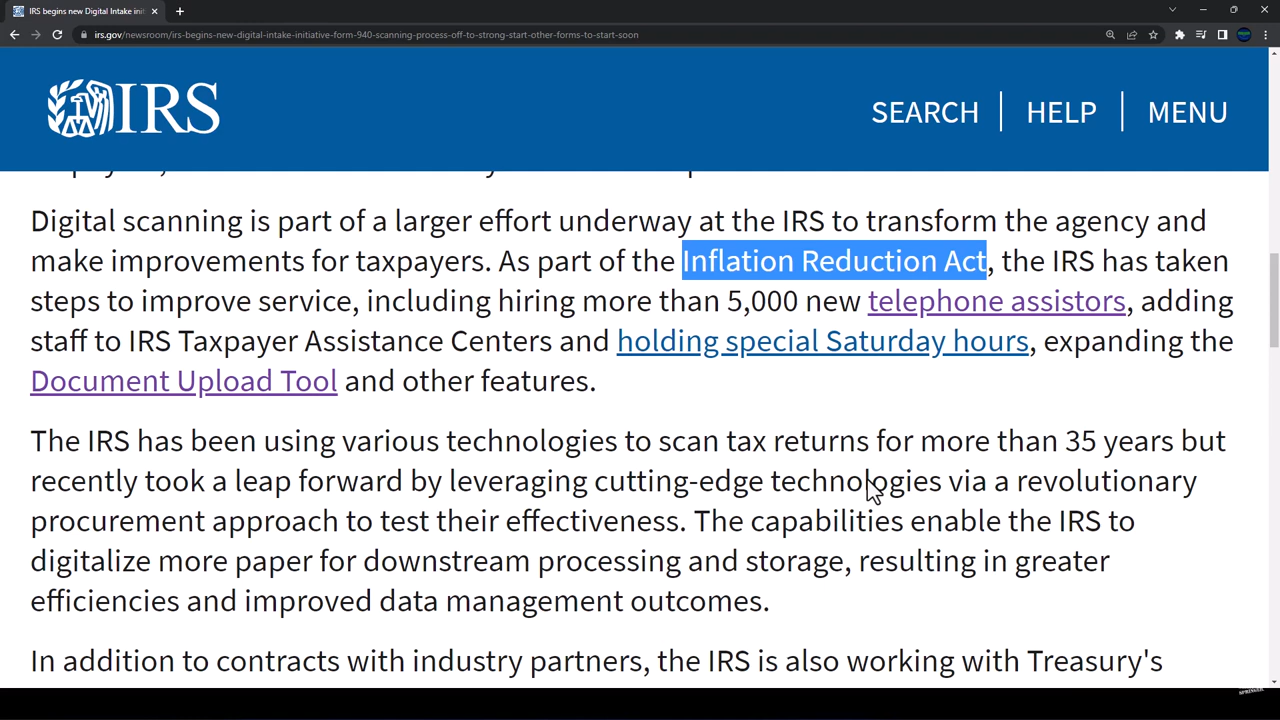 IRS begins new Digital Intake init
irs.gov/newsroom/irs-begins-new-digital-intake-initiative-form-940-scanning-process-off-to-strong-start-other-forms-to-start-soon
IRS
SEARCH
HELP
MENU
Digital scanning is part of a larger effort underway at the IRS to transform the agency and
make improvements for taxpayers. As part of the Inflation Reduction Act, the IRS has taken
steps to improve service, including hiring more than 5,000 new telephone assistors, adding
staff to IRS Taxpayer Assistance Centers and holding special Saturday hours, expanding the
Document Upload Tool and other features.
The IRS has been using various technologies to scan tax returns for more than 35 years but
recently took a leap forward by leveraging cutting-edge technologies via a revolutionary
procurement approach to test their effectiveness. The capabilities enable the IRS to
digitalize more paper for downstream processing and storage, resulting in greater
efficiencies and improved data management outcomes.
In addition to contracts with industry partners, the IRS is also working with Treasury's
SPRINGER